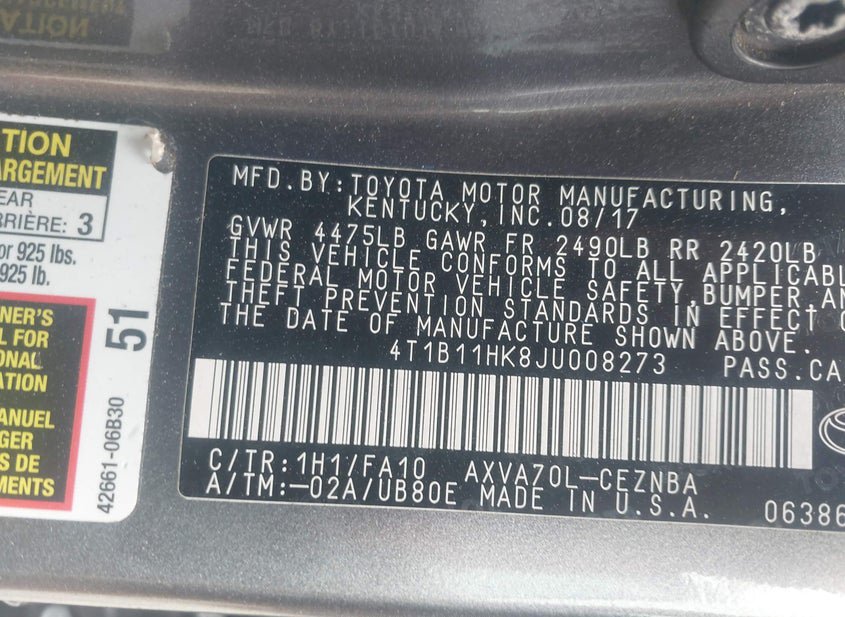 TION
ARGEMENT
EAR
RRIÈRE: 3
or 925 lbs.
925 lb.
NER'S
L FOR
ONAL
ATION
MANUEL
GER
S DE
MENTS
51
42661-06B30
MFD.BY:TOYOTA MOTOR MANUFACTURING,
KENTUCKY,INC.08/17
GVWR 4475LB GAWR FR 2490LB RR 2420LB
THIS VEHICLE CONFORMS TO ALL APPLICABL
FEDERAL MOTOR VEHICLE SAFETY,BUMPER,AN
THEFT PREVENTION STANDARDS IN EFFECT O
THE DATE OF MANUFACTURE SHOWN ABOVE.
4T1B11HK8JU008273 PASS.CA
C/TR:1H1/FA10 AXVA70L-CEZNBA
A/TM:-02A/UB80E MADE IN U.S.A. 06386